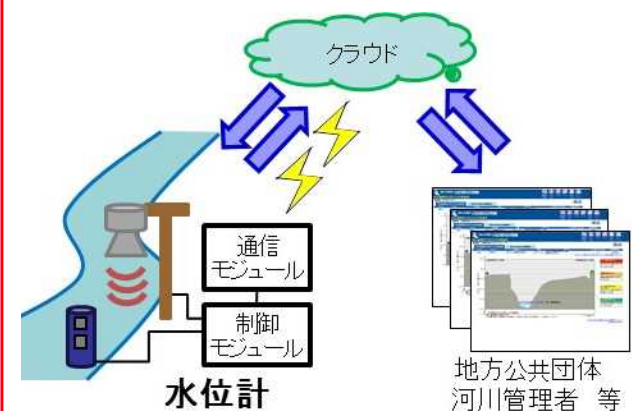 クラウド
通信
モジュール
制御
モジュール
水位計
地方公共団体
河川管理者 等